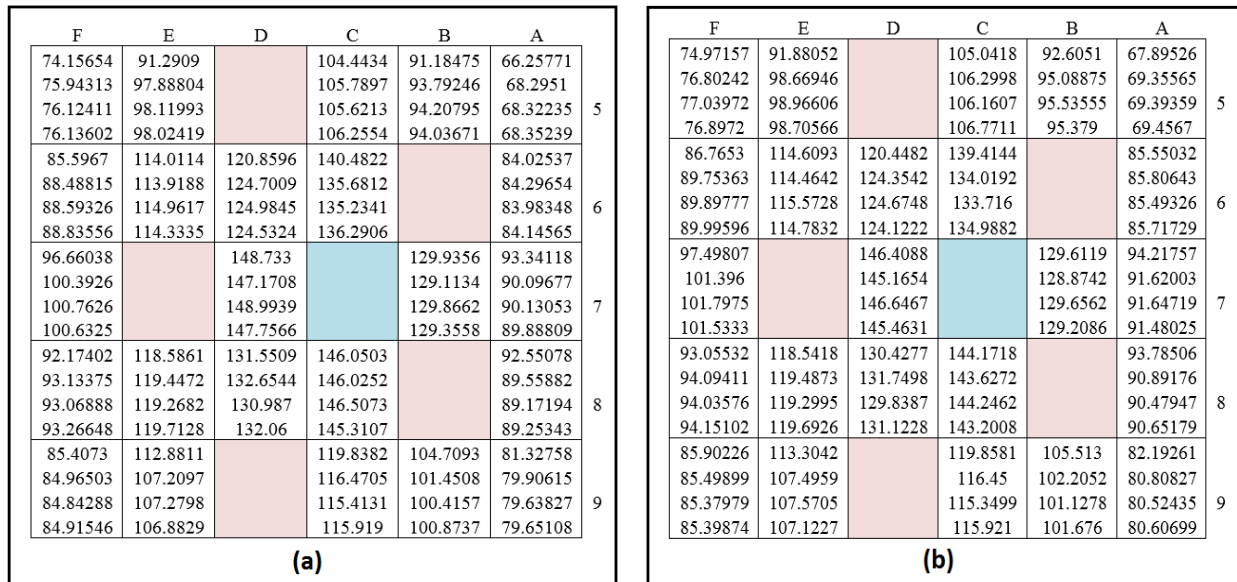 F E D C B A
74.15654 91.2909 104.4434 91.18475 66.25771
75.94313 97.88804 105.7897 93.79246 68.2951
76.12411 98.11993 105.6213 94.20795 68.32235 5
76.13602 98.02419 106.2554 94.03671 68.35239
85.5967 114.0114 120.8596 140.4822 84.02537
88.48815 113.9188 124.7009 135.6812 84.29654
88.59326 114.9617 124.9845 135.2341 83.98348 6
88.83556 114.3335 124.5324 136.2906 84.14565
96.66038 148.733 129.9356 93.34118
100.3926 147.1708 129.1134 90.09677
100.7626 148.9939 129.8662 90.13053 7
100.6325 147.7566 129.3558 89.88809
92.17402 118.5861 131.5509 146.0503 92.55078
93.13375 119.4472 132.6544 146.0252 89.55882
93.06888 119.2682 130.987 146.5073 89.17194 8
93.26648 119.7128 132.06 145.3107 89.25343
85.4073 112.8811 119.8382 104.7093 81.32758
84.96503 107.2097 116.4705 101.4508 79.90615
84.84288 107.2798 115.4131 100.4157 79.63827 9
84.91546 106.8829 115.919 100.8737 79.65108
(a)
F E D C B A
74.97157 91.88052 105.0418 92.6051 67.89526
76.80242 98.66946 106.2998 95.08875 69.35565
77.03972 98.96606 106.1607 95.53555 69.39359 5
76.8972 98.70566 106.7711 95.379 69.4567
86.7653 114.6093 120.4482 139.4144 85.55032
89.75363 114.4642 124.3542 134.0192 85.80643
89.89777 115.5728 124.6748 133.716 85.49326 6
89.99596 114.7832 124.1222 134.9882 85.71729
97.49807 146.4088 129.6119 94.21757
101.396 145.1654 128.8742 91.62003
101.7975 146.6467 129.6562 91.64719 7
101.5333 145.4631 129.2086 91.48025
93.05532 118.5418 130.4277 144.1718 93.78506
94.09411 119.4873 131.7498 143.6272 90.89176
94.03576 119.2995 129.8387 144.2462 90.47947 8
94.15102 119.6926 131.1228 143.2008 90.65179
85.90226 113.3042 119.8581 105.513 82.19261
85.49899 107.4959 116.45 102.2052 80.80827
85.37979 107.5705 115.3499 101.1278 80.52435 9
85.39874 107.1227 115.921 101.676 80.60699
(b)